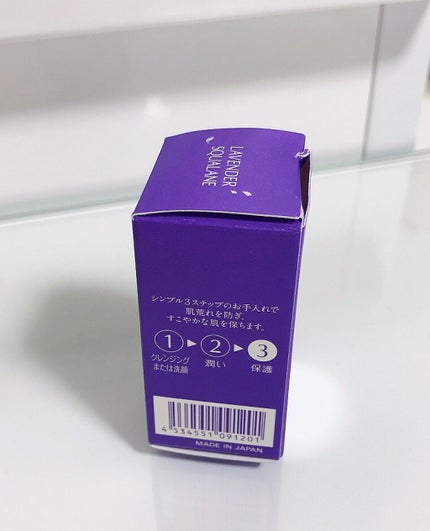 LAVENDER
SQUALANE
シンプル3ステップのお手入れで
肌荒れを防ぎ、
すこやかな肌を保ちます。
1 ▶ 2 ▶ 3
クレンジング
または洗顔
潤い
保護
4 534551 091201
MADE IN JAPAN